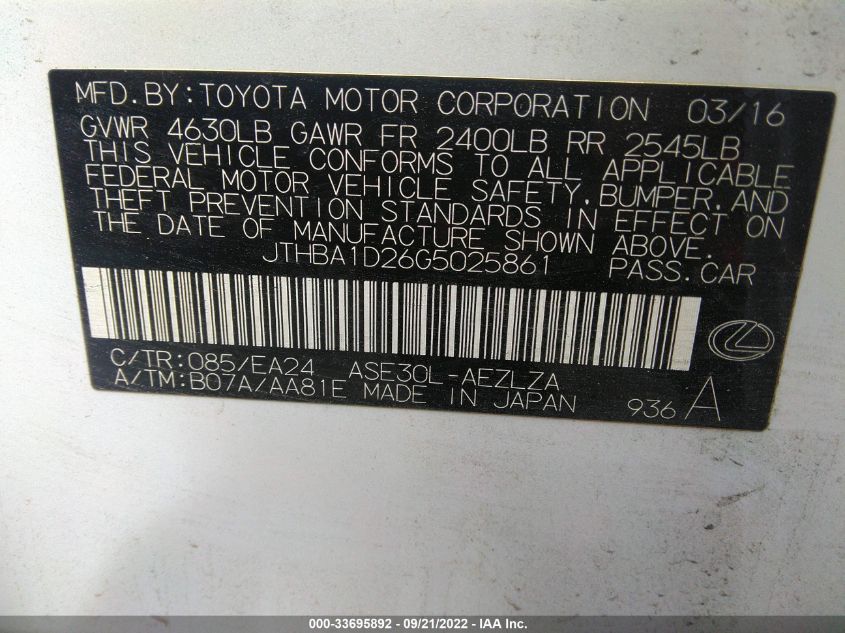 MFD.BY:TOYOTA MOTOR CORPORATION 03/16
GVWR 4630LB GAWR FR 2400LB RR 2545LB
THIS VEHICLE CONFORMS TO ALL APPLICABLE
FEDERAL MOTOR VEHICLE SAFETY,BUMPER,AND
THEFT PREVENTION STANDARDS IN EFFECT ON
THE DATE OF MANUFACTURE SHOWN ABOVE.
JTHBA1D26G5025861 PASS.CAR
C/TR:085/EA24 ASE30L-AEZLZA
A/TM:B07A/AA81E MADE IN JAPAN 936 A
000-33695892 - 09/21/2022 - IAA Inc.